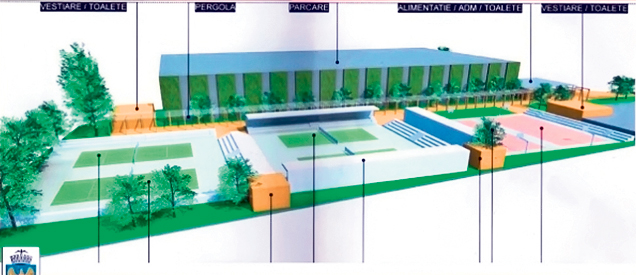 VESTIARE / TOALETE
PERGOLA
PARCARE
ALIMENTATIE / ADM / TOALETE
VESTIARE / TOALETE